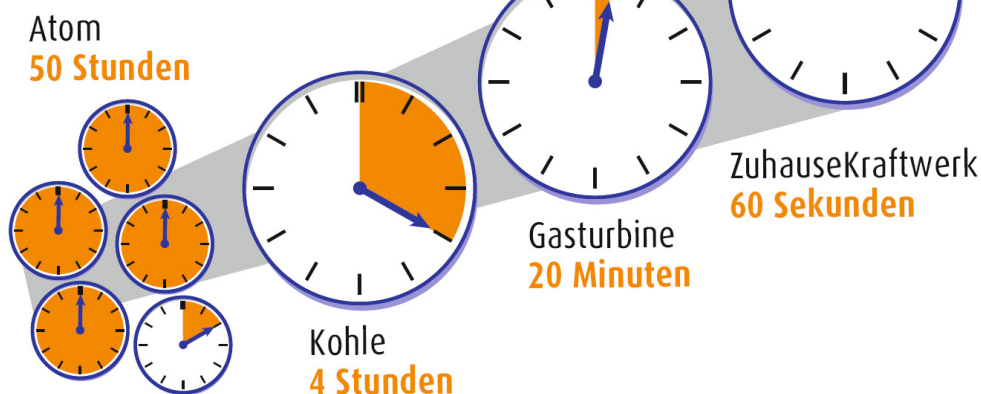 Atom
50 Stunden
Kohle
4 Stunden
Gasturbine
20 Minuten
ZuhauseKraftwerk
60 Sekunden